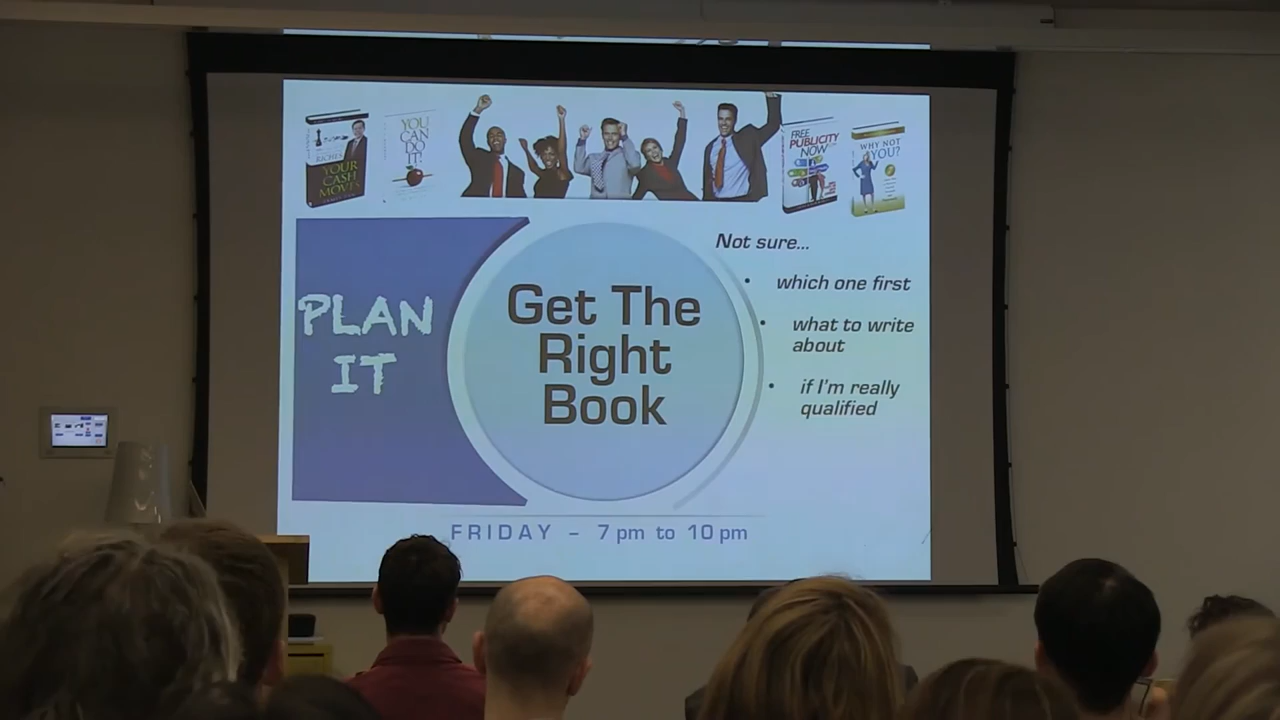 RICHES
YOUR
CASH
MOVES
YOU
CAN
DO
IT!
FREE
PUBLICITY
NOW
WHY NOT
YOU?
PLAN
IT
Get The
Right
Book
Not sure...
• which one first
• what to write
about
• if I'm really
qualified
FRIDAY – 7 pm to 10 pm